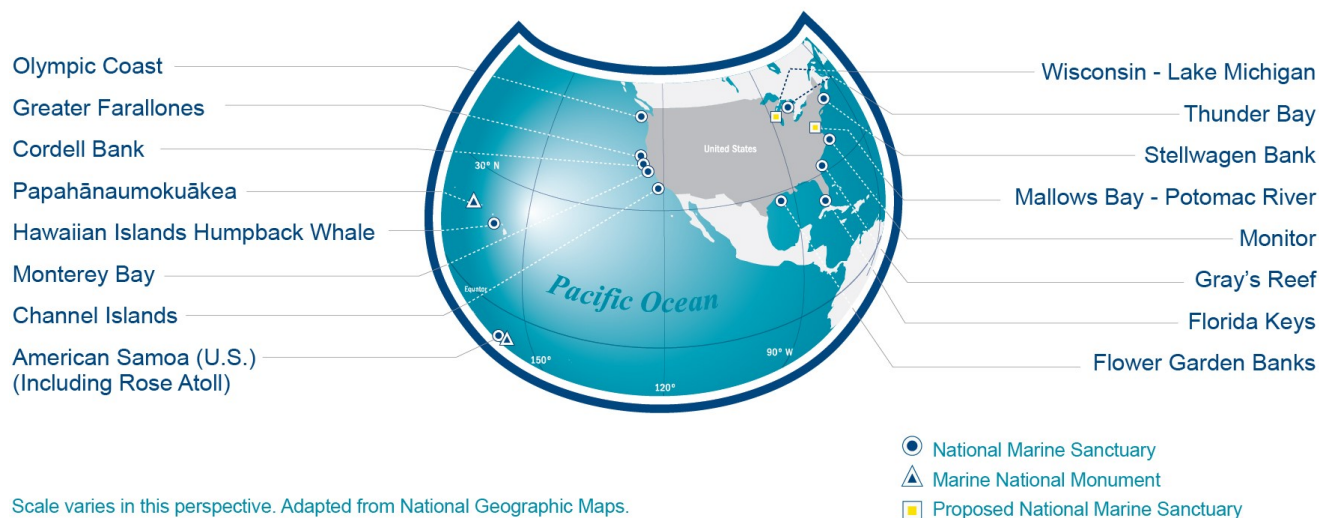 Olympic Coast
Greater Farallones
Cordell Bank
Papahānaumokuākea
Hawaiian Islands Humpback Whale
Monterey Bay
Channel Islands
American Samoa (U.S.)
(Including Rose Atoll)
United States
30° N
Equator
Pacific Ocean
150°
120°
90° W
Wisconsin - Lake Michigan
Thunder Bay
Stellwagen Bank
Mallows Bay - Potomac River
Monitor
Gray's Reef
Florida Keys
Flower Garden Banks
National Marine Sanctuary
Marine National Monument
Proposed National Marine Sanctuary
Scale varies in this perspective. Adapted from National Geographic Maps.